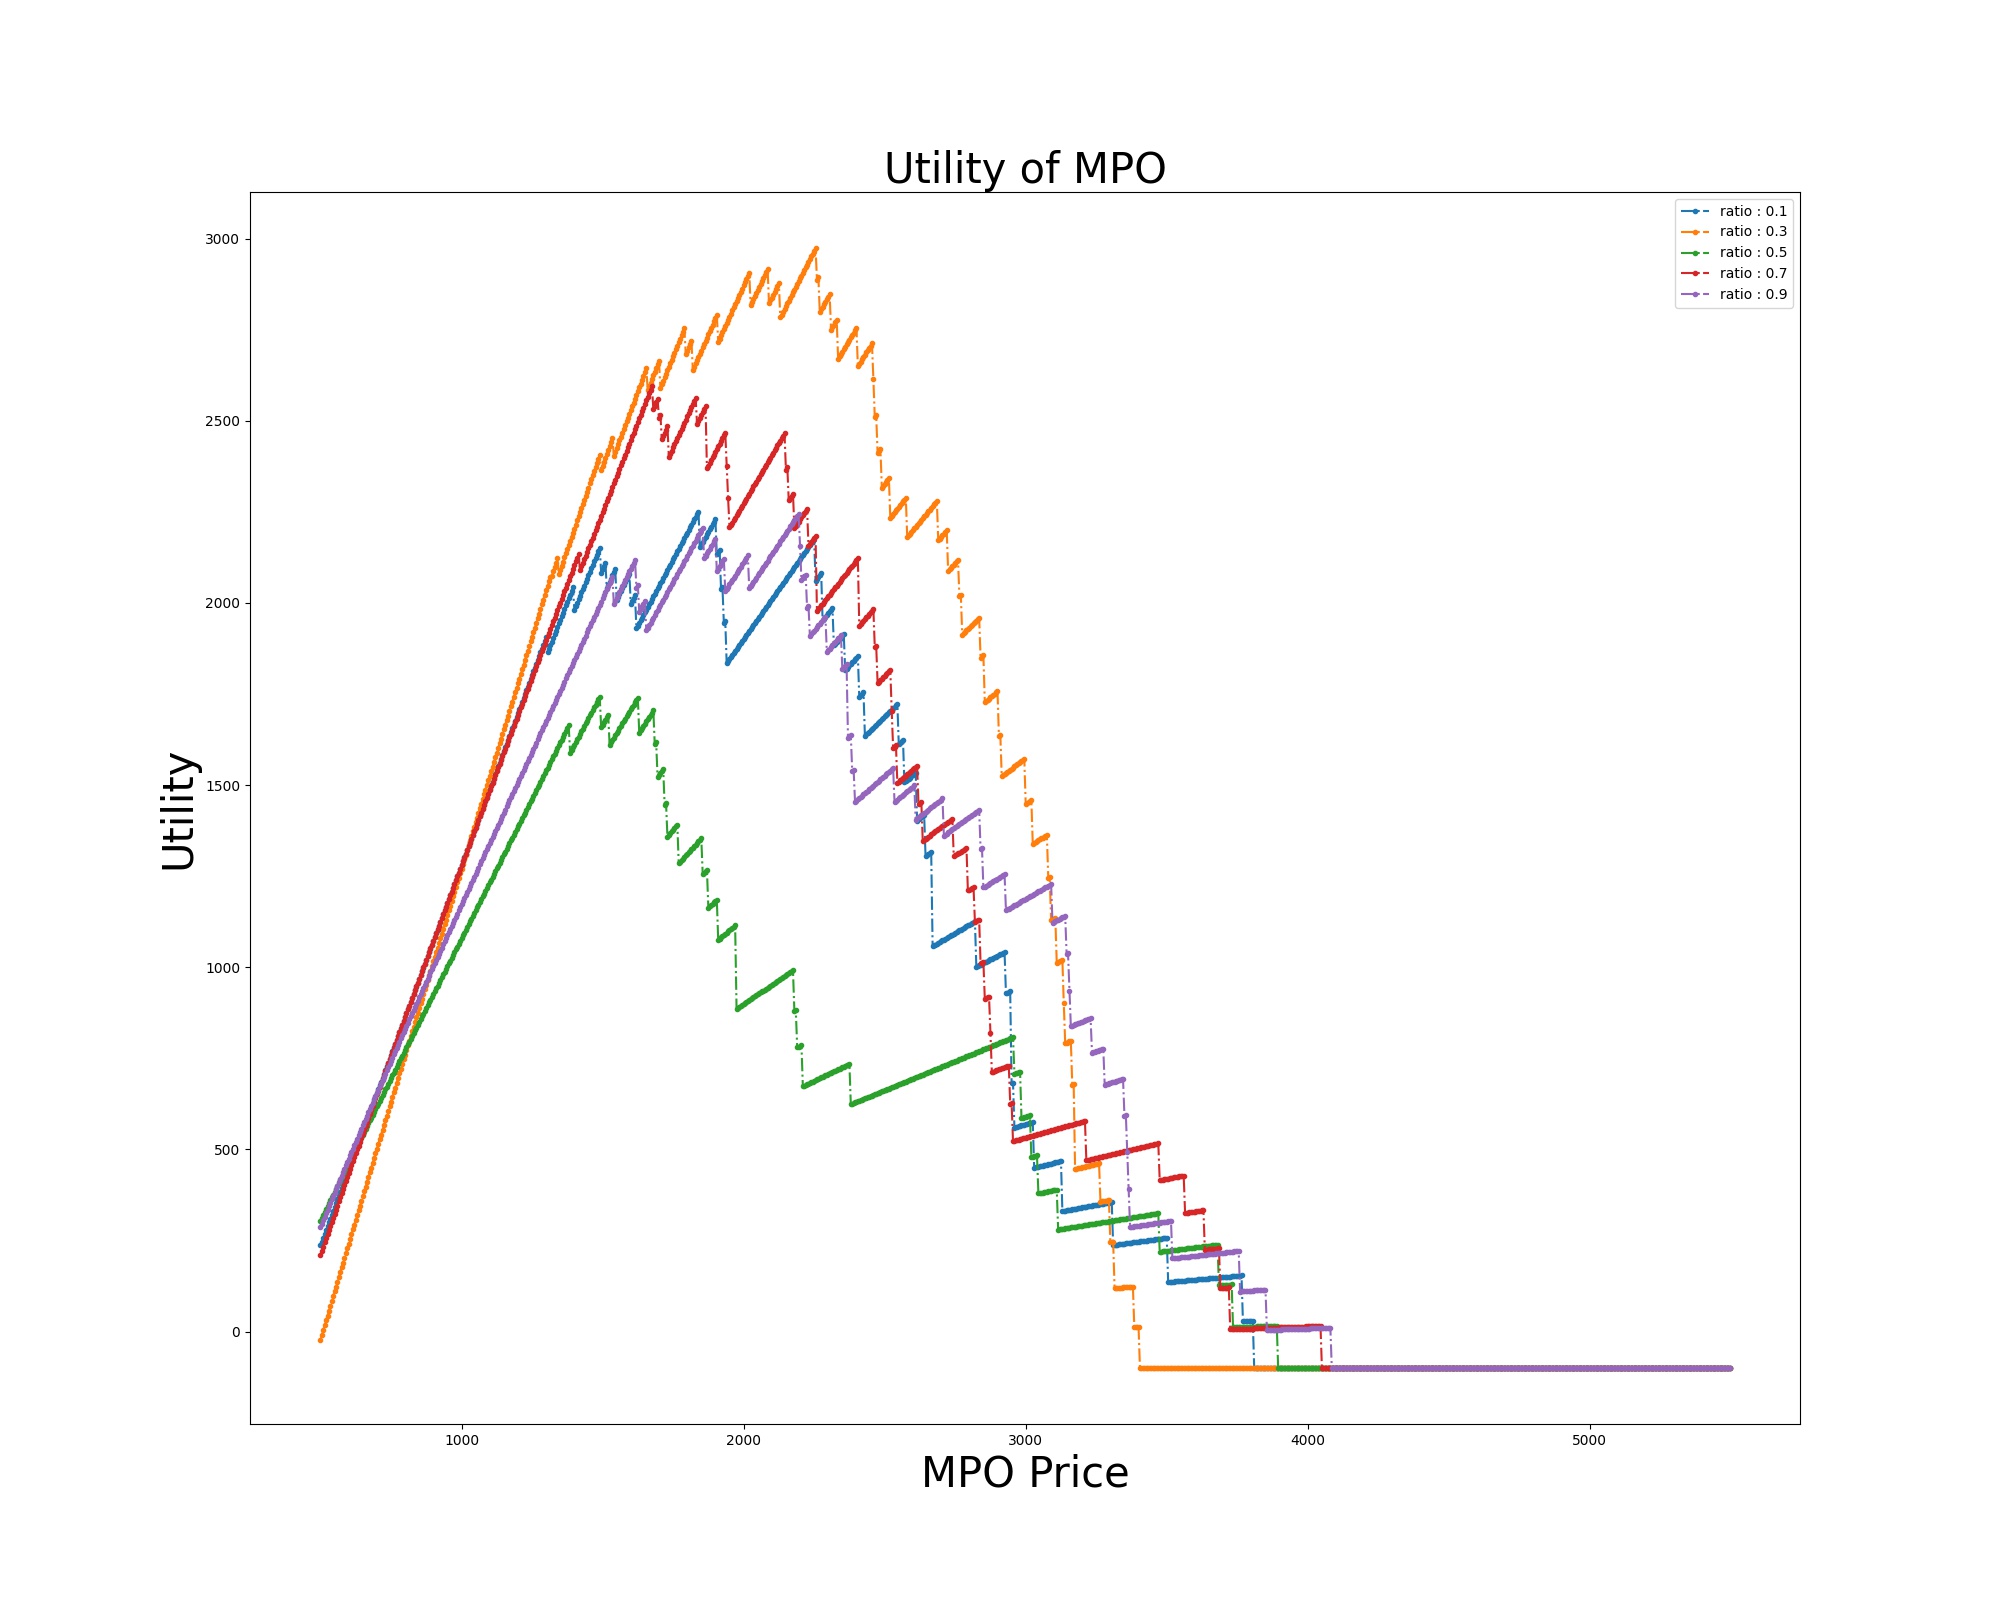 Utility of MPO
ratio : 0.1
ratio : 0.3
ratio : 0.5
ratio : 0.7
ratio : 0.9
3000
2500
2000
1500
1000
500
0
Utility
1000 2000 3000 4000 5000
MPO Price